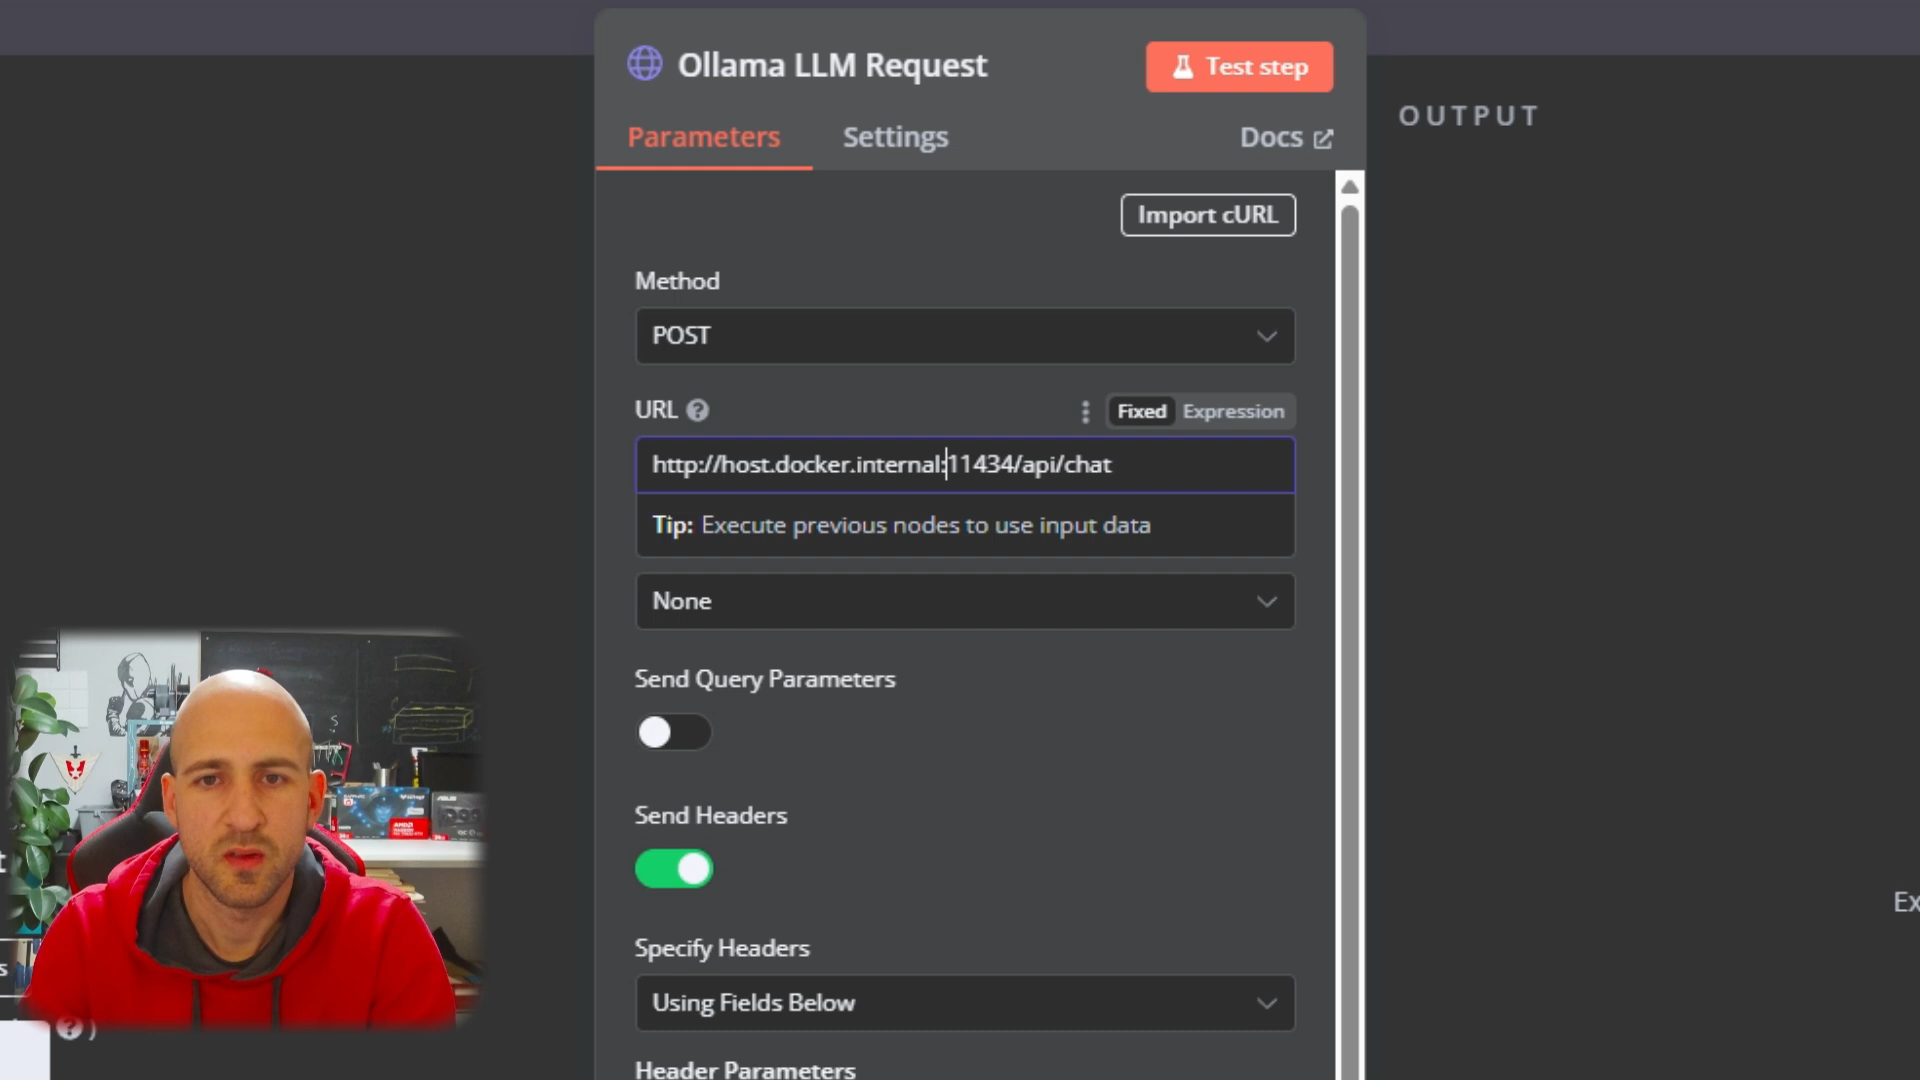 Ollama LLM Request
Test step
Parameters
Settings
Docs
OUTPUT
Import cURL
Method
POST
URL
Fixed
Expression
http://host.docker.internal:11434/api/chat
Tip: Execute previous nodes to use input data
None
Send Query Parameters
Send Headers
Specify Headers
Using Fields Below
Header Parameters
Ex
t
s
?)
AMD
ASUS